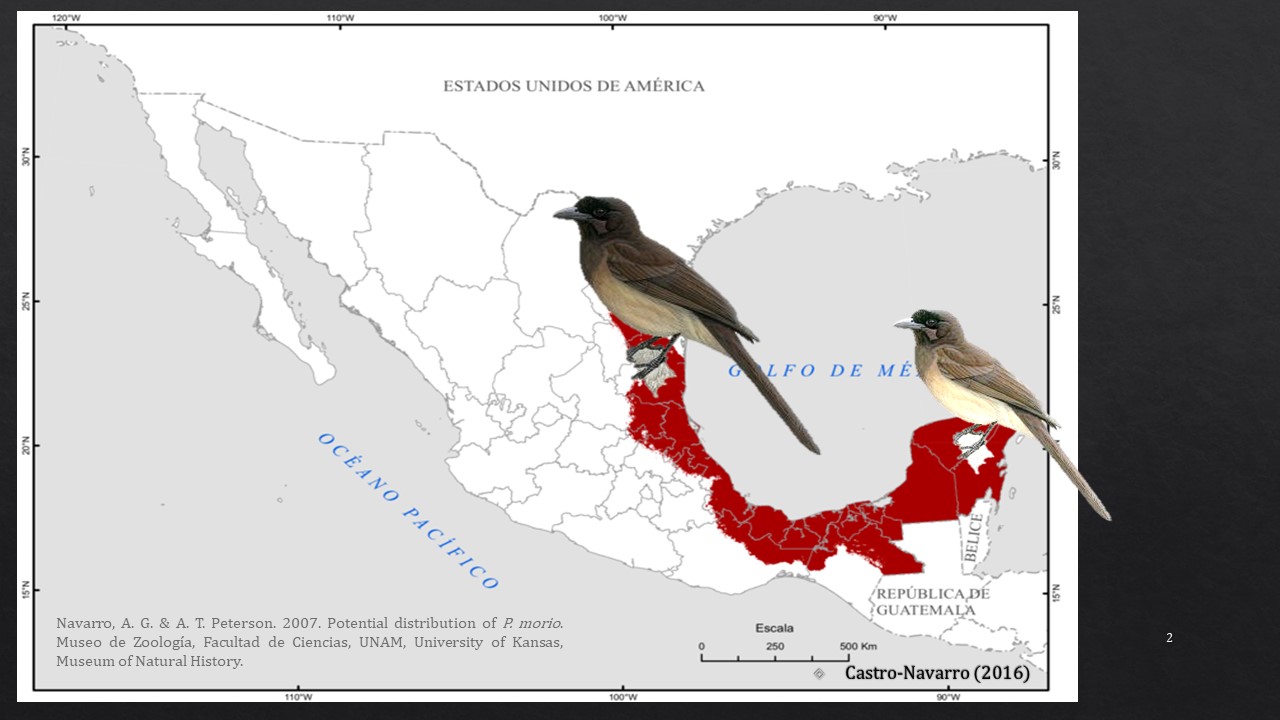 120°W 110°W 100°W 90°W
ESTADOS UNIDOS DE AMÉRICA
30°N 30°N
25°N 25°N
GOLFO DE MÉ
20°N
OCÉANO PACÍFICO
BELICE
15°N 15°N
REPÚBLICA DE
GUATEMALA
Navarro, A. G. & A. T. Peterson. 2007. Potential distribution of P. morio.
Museo de Zoología, Facultad de Ciencias, UNAM, University of Kansas,
Museum of Natural History.
Escala
0 250 500 Km
Castro-Navarro (2016)
110°W 100°W 90°W
2